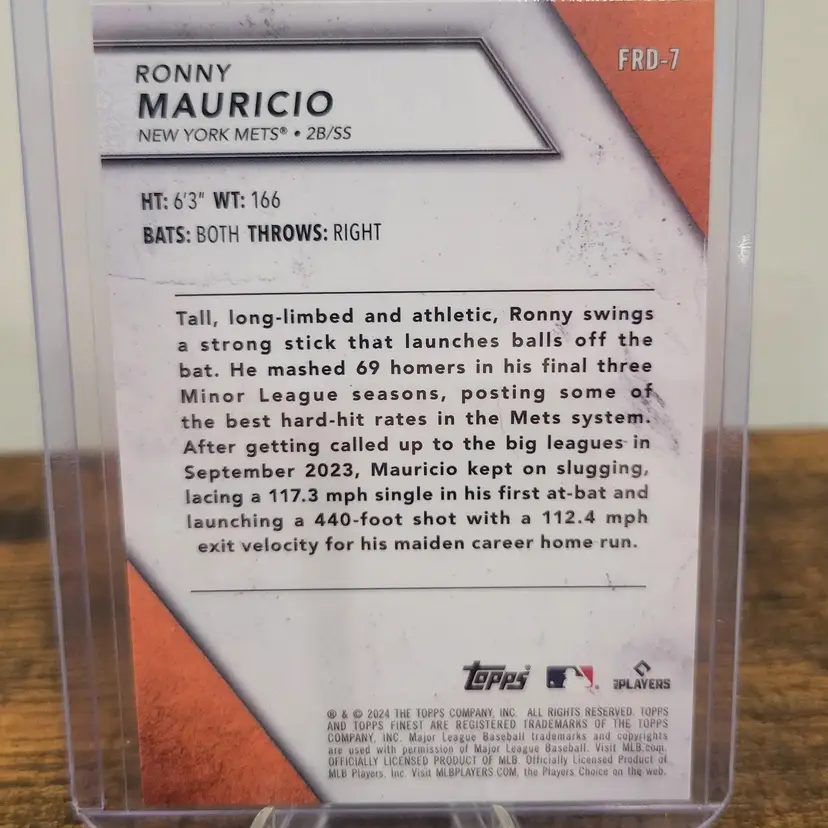 FRD-7
RONNY
MAURICIO
NEW YORK METS® • 2B/SS
HT: 6'3" WT: 166
BATS: BOTH THROWS: RIGHT
Tall, long-limbed and athletic, Ronny swings
a strong stick that launches balls off the
bat. He mashed 69 homers in his final three
Minor League seasons, posting some of
the best hard-hit rates in the Mets system.
After getting called up to the big leagues in
September 2023, Mauricio kept on slugging,
lacing a 117.3 mph single in his first at-bat and
launching a 440-foot shot with a 112.4 mph
exit velocity for his maiden career home run.
Topps
PLAYERS
® & © 2024 THE TOPPS COMPANY, INC. ALL RIGHTS RESERVED. TOPPS
AND TOPPS FINEST ARE REGISTERED TRADEMARKS OF THE TOPPS
COMPANY, INC. Major League Baseball trademarks and copyrights
are used with permission of Major League Baseball. Visit MLB.com.
OFFICIALLY LICENSED PRODUCT OF MLB. Officially Licensed Product of
MLB Players, Inc. Visit MLBPLAYERS.COM, the Players Choice on the web.